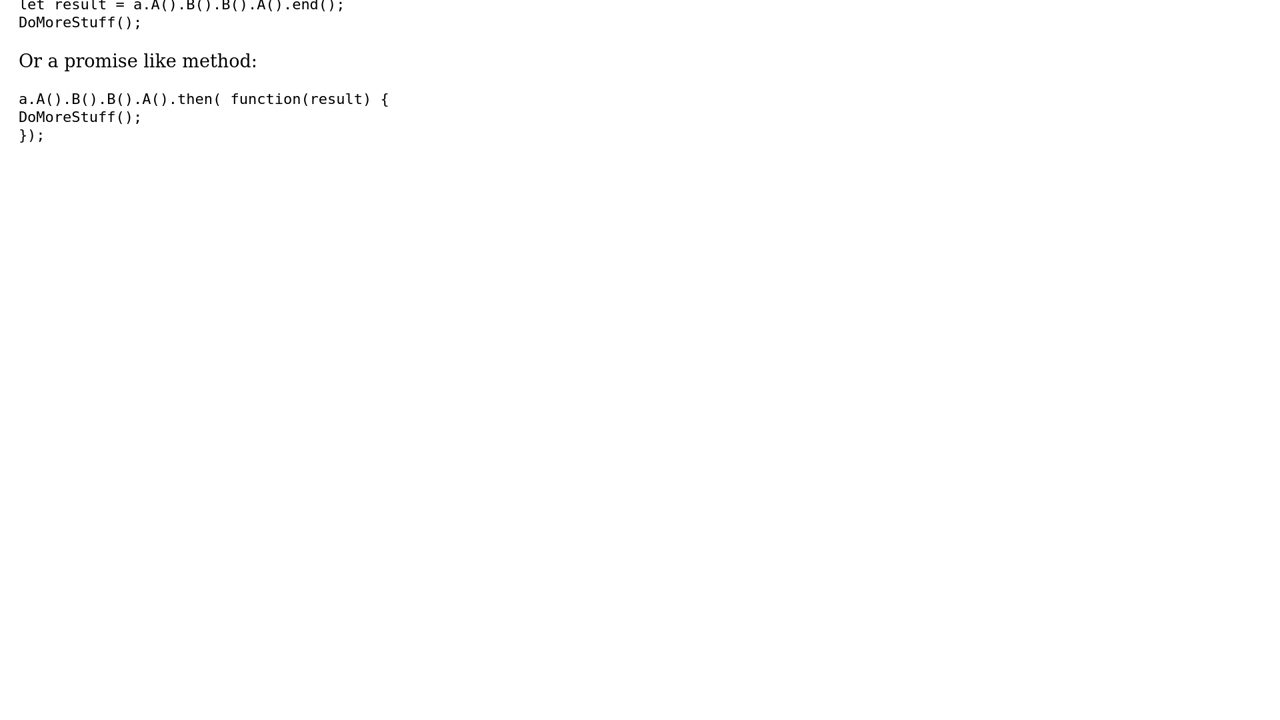 let result = a.A().B().B().A().end();
DoMoreStuff();
Or a promise like method:
a.A().B().B().A().then( function(result) {
DoMoreStuff();
});